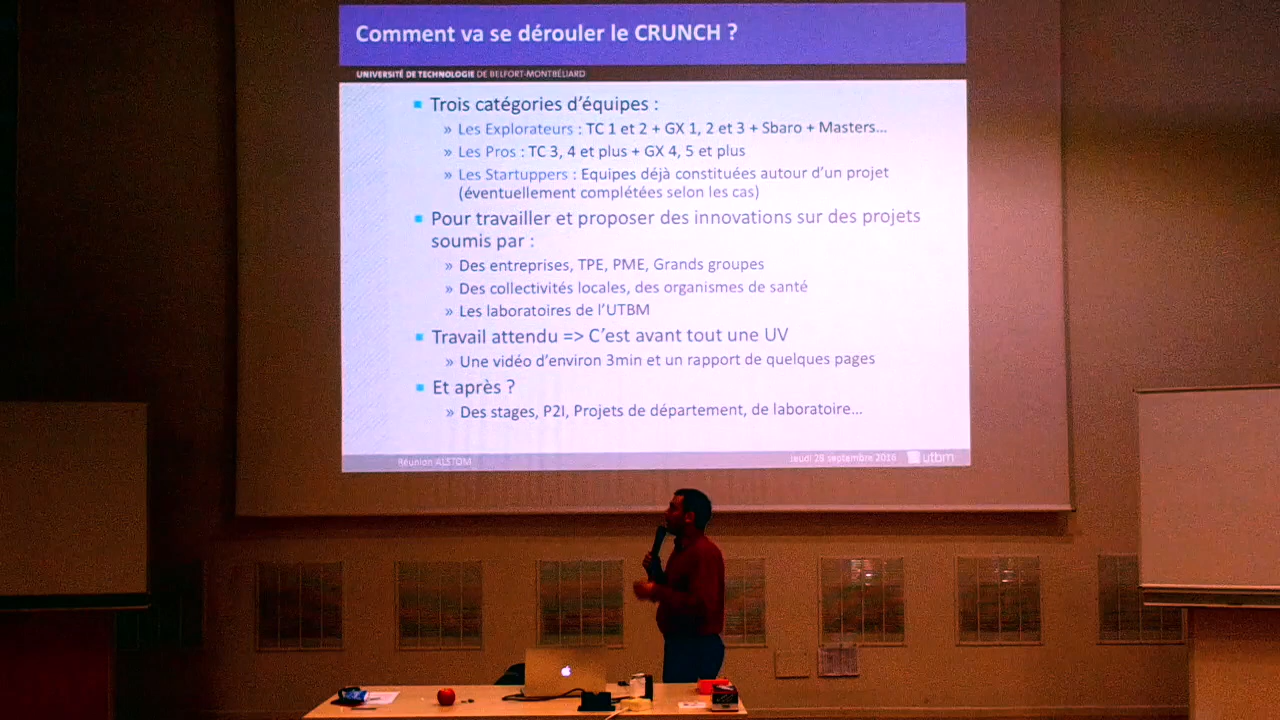 Comment va se dérouler le CRUNCH ?
UNIVERSITÉ DE TECHNOLOGIE DE BELFORT-MONTBÉLIARD
Trois catégories d'équipes :
» Les Explorateurs : TC 1 et 2 + GX 1, 2 et 3 + Sbaro + Masters...
» Les Pros : TC 3, 4 et plus + GX 4, 5 et plus
» Les Startuppers : Equipes déjà constituées autour d'un projet
(éventuellement complétées selon les cas)
Pour travailler et proposer des innovations sur des projets
soumis par :
» Des entreprises, TPE, PME, Grands groupes
» Des collectivités locales, des organismes de santé
» Les laboratoires de l'UTBM
Travail attendu => C'est avant tout une UV
» Une vidéo d'environ 3min et un rapport de quelques pages
Et après ?
» Des stages, P2I, Projets de département, de laboratoire...
Réunion ALSTOM
Jeudi 29 septembre 2016
utbm